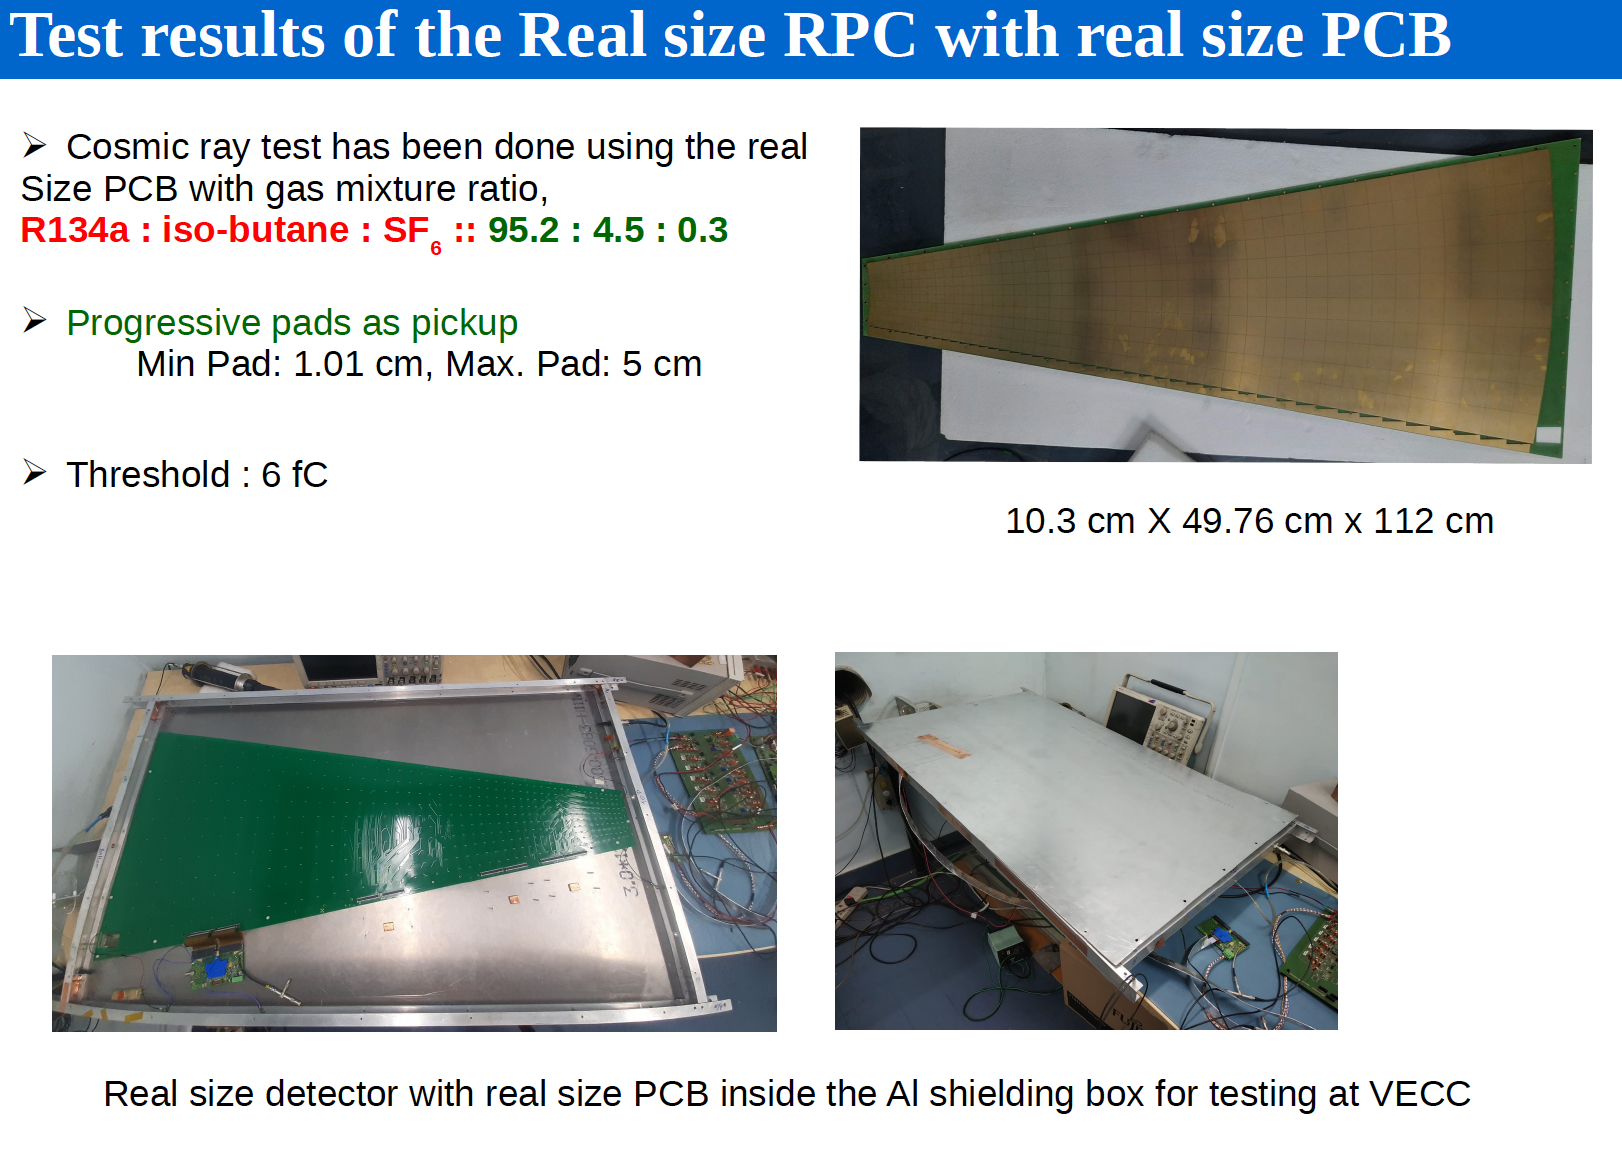 Test results of the Real size RPC with real size PCB
➢ Cosmic ray test has been done using the real
Size PCB with gas mixture ratio,
R134a : iso-butane : SF6 :: 95.2 : 4.5 : 0.3
➢ Progressive pads as pickup
Min Pad: 1.01 cm, Max. Pad: 5 cm
➢ Threshold : 6 fC
10.3 cm X 49.76 cm x 112 cm
Real size detector with real size PCB inside the Al shielding box for testing at VECC